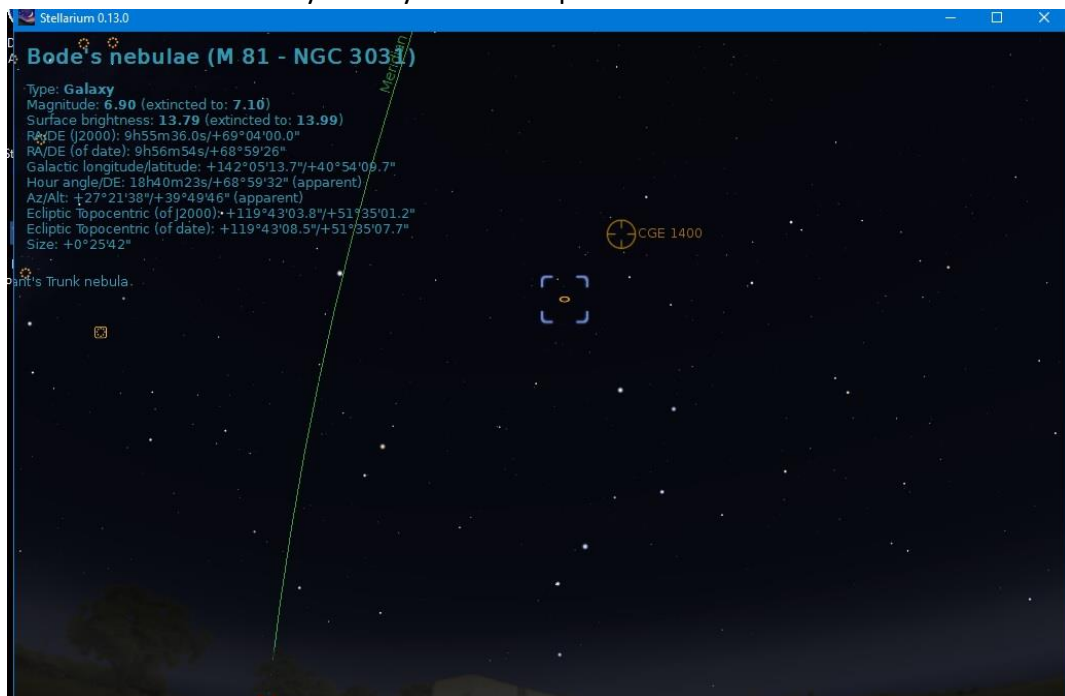 Stellarium 0.13.0
Bode's nebulae (M 81 - NGC 3031)
Meridian
Type: Galaxy
Magnitude: 6.90 (extincted to: 7.10)
Surface brightness: 13.79 (extincted to: 13.99)
RA/DE (J2000): 9h55m36.0s/+69°04'00.0"
RA/DE (of date): 9h56m54s/+68°59'26"
Galactic longitude/latitude: +142°05'13.7"/+40°54'09.7"
Hour angle/DE: 18h40m23s/+68°59'32" (apparent)
Az/Alt: +27°21'38"/+39°49'46" (apparent)
Ecliptic Topocentric (of J2000): +119°43'03.8"/+51°35'01.2"
Ecliptic Topocentric (of date): +119°43'08.5"/+51°35'07.7"
Size: +0°25'42"
CGE 1400
ant's Trunk nebula